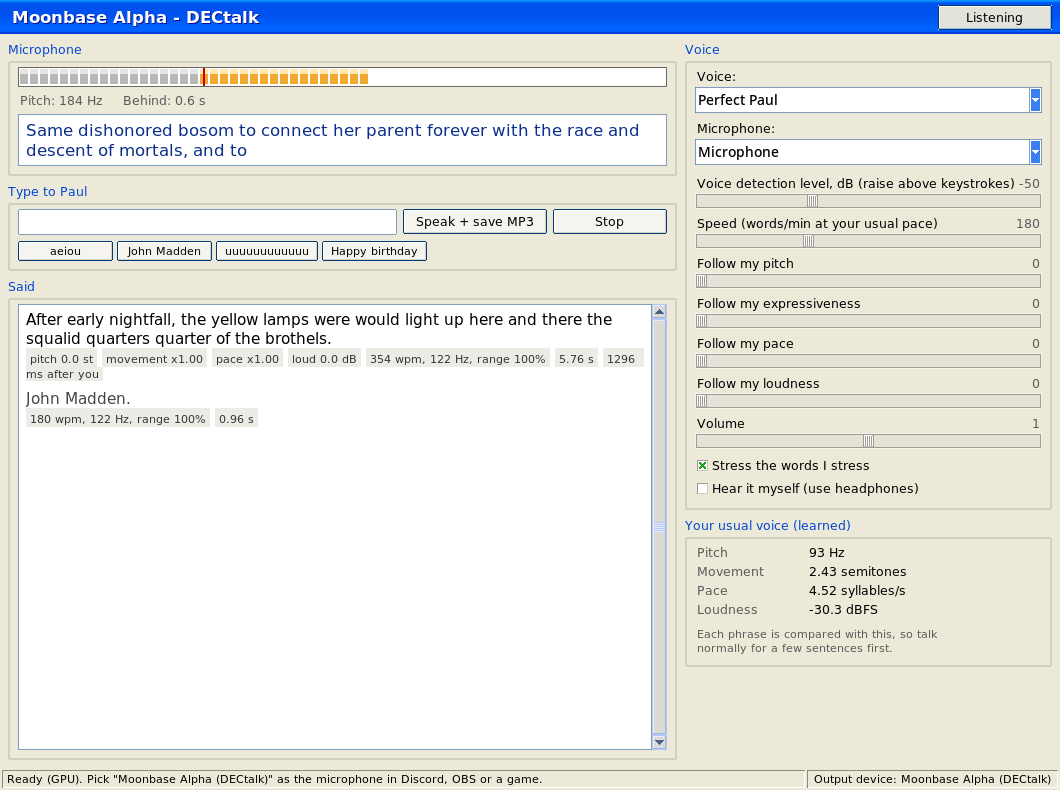 Moonbase Alpha - DECtalk
Listening
Microphone
Pitch: 184 Hz Behind: 0.6 s
Same dishonored bosom to connect her parent forever with the race and
descent of mortals, and to
Type to Paul
Speak + save MP3
Stop
aeiou
John Madden
uuuuuuuuuuuu
Happy birthday
Said
After early nightfall, the yellow lamps were would light up here and there the
squalid quarters quarter of the brothels.
pitch 0.0 st movement x1.00 pace x1.00 loud 0.0 dB 354 wpm, 122 Hz, range 100% 5.76 s 1296
ms after you
John Madden.
180 wpm, 122 Hz, range 100% 0.96 s
Voice
Voice:
Perfect Paul
Microphone:
Microphone
Voice detection level, dB (raise above keystrokes) -50
Speed (words/min at your usual pace) 180
Follow my pitch 0
Follow my expressiveness 0
Follow my pace 0
Follow my loudness 0
Volume 1
Stress the words I stress
Hear it myself (use headphones)
Your usual voice (learned)
Pitch 93 Hz
Movement 2.43 semitones
Pace 4.52 syllables/s
Loudness -30.3 dBFS
Each phrase is compared with this, so talk
normally for a few sentences first.
Ready (GPU). Pick "Moonbase Alpha (DECtalk)" as the microphone in Discord, OBS or a game.
Output device: Moonbase Alpha (DECtalk)